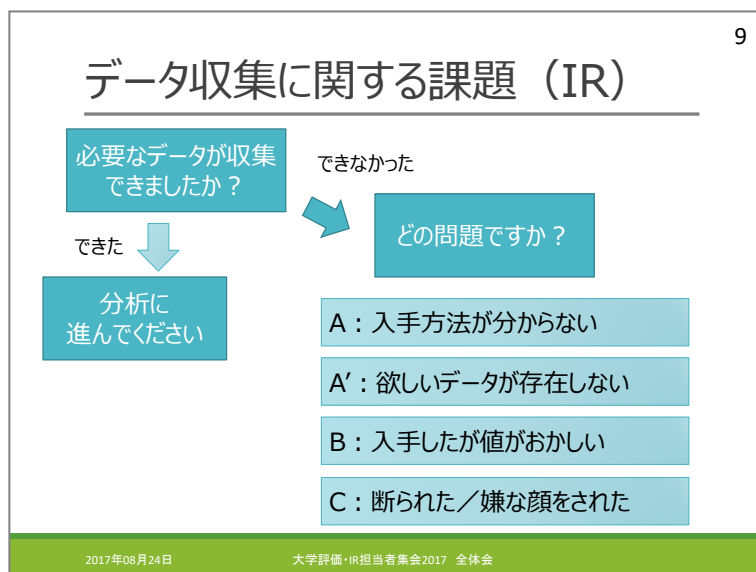 9
データ収集に関する課題（IR）
必要なデータが収集
できましたか？
できなかった
どの問題ですか？
できた
分析に
進んでください
A：入手方法が分からない
A′：欲しいデータが存在しない
B：入手したが値がおかしい
C：断られた／嫌な顔をされた
2017年08月24日
大学評価・IR担当者集会2017 全体会